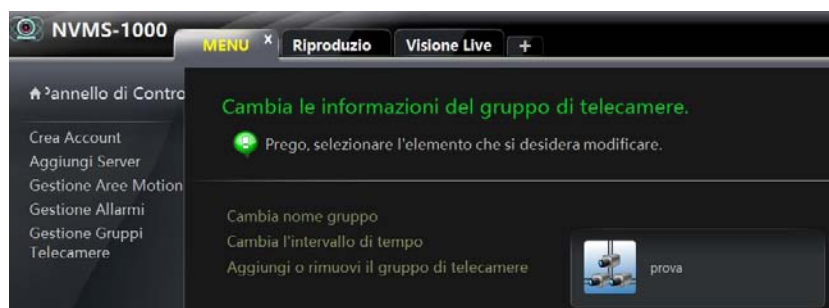 NVMS-1000
MENU x Riproduzio Visione Live +
Pannello di Contro
Crea Account
Aggiungi Server
Gestione Aree Motion
Gestione Allarmi
Gestione Gruppi
Telecamere
Cambia le informazioni del gruppo di telecamere.
Prego, selezionare l'elemento che si desidera modificare.
Cambia nome gruppo
Cambia l'intervallo di tempo
Aggiungi o rimuovi il gruppo di telecamere
prova